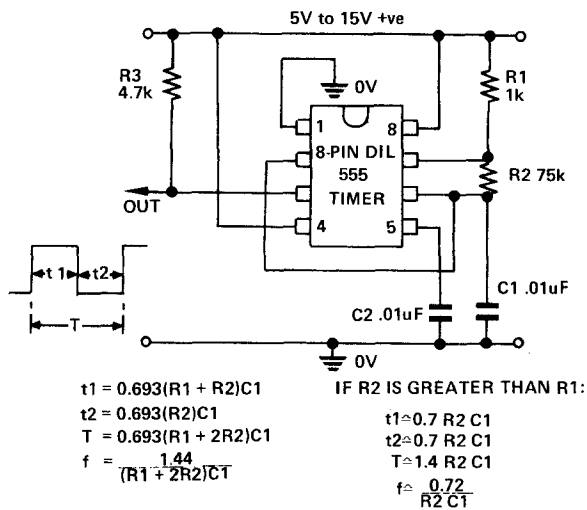 5V to 15V +ve
R3
4.7k
0V
R1
1k
1
8
8-PIN DIL
555
TIMER
R2 75k
OUT
4
5
t1
t2
T
C2 .01uF
C1 .01uF
0V
t1 = 0.693(R1 + R2)C1
t2 = 0.693(R2)C1
T = 0.693(R1 + 2R2)C1
f = 1.44
(R1 + 2R2)C1
IF R2 IS GREATER THAN R1:
t1≏0.7 R2 C1
t2≏0.7 R2 C1
T≏1.4 R2 C1
f≏ 0.72
R2 C1